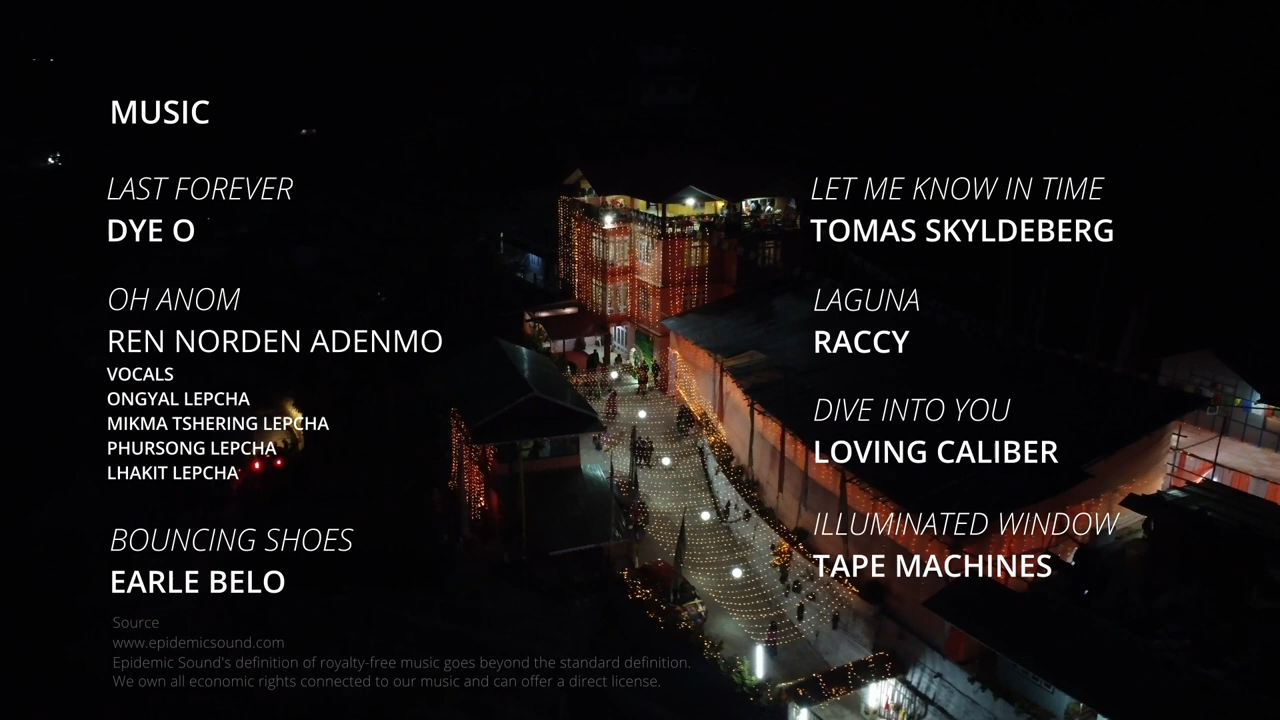 MUSIC
LAST FOREVER
DYE O
OH ANOM
REN NORDEN ADENMO
VOCALS
ONGYAL LEPCHA
MIKMA TSHERING LEPCHA
PHURSONG LEPCHA
LHAKIT LEPCHA
BOUNCING SHOES
EARLE BELO
Source
www.epidemicsound.com
Epidemic Sound's definition of royalty-free music goes beyond the standard definition.
We own all economic rights connected to our music and can offer a direct license.
LET ME KNOW IN TIME
TOMAS SKYLDEBERG
LAGUNA
RACCY
DIVE INTO YOU
LOVING CALIBER
ILLUMINATED WINDOW
TAPE MACHINES